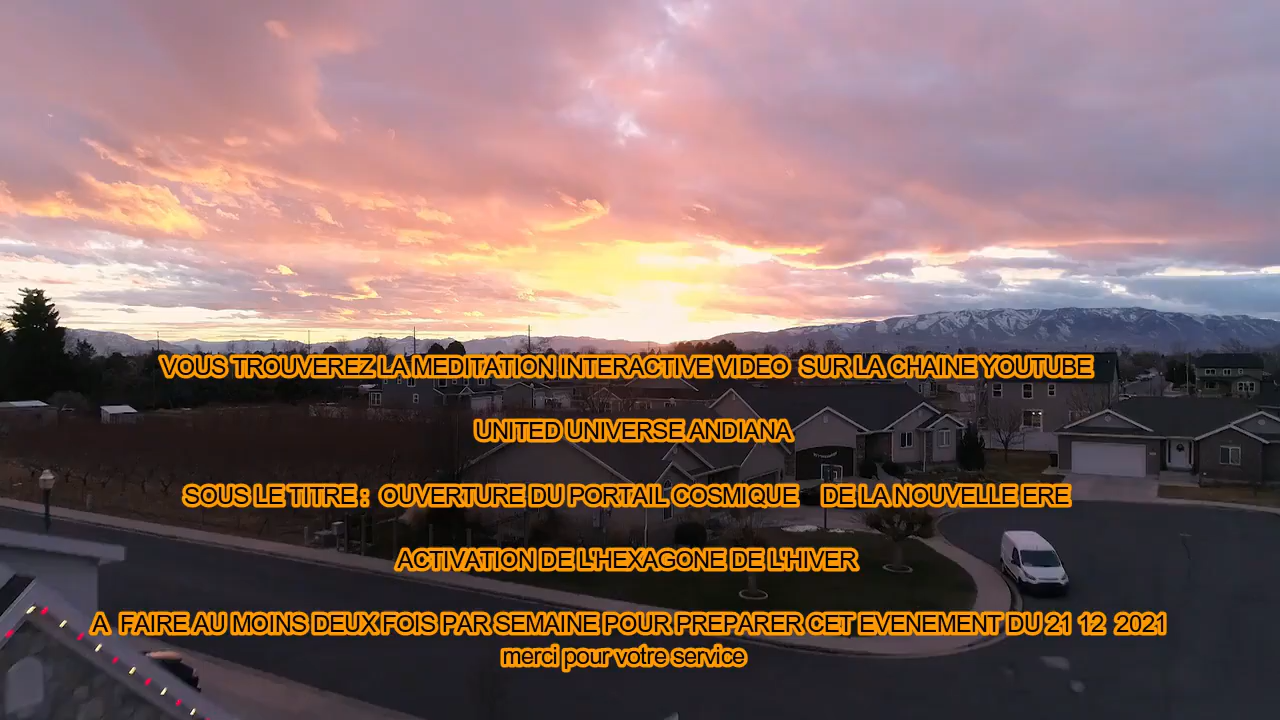 VOUS TROUVEREZ LA MEDITATION INTERACTIVE VIDEO SUR LA CHAINE YOUTUBE
UNITED UNIVERSE ANDIANA
SOUS LE TITRE : OUVERTURE DU PORTAIL COSMIQUE DE LA NOUVELLE ERE
ACTIVATION DE L'HEXAGONE DE L'HIVER
A FAIRE AU MOINS DEUX FOIS PAR SEMAINE POUR PREPARER CET EVENEMENT DU 21 12 2021
merci pour votre service